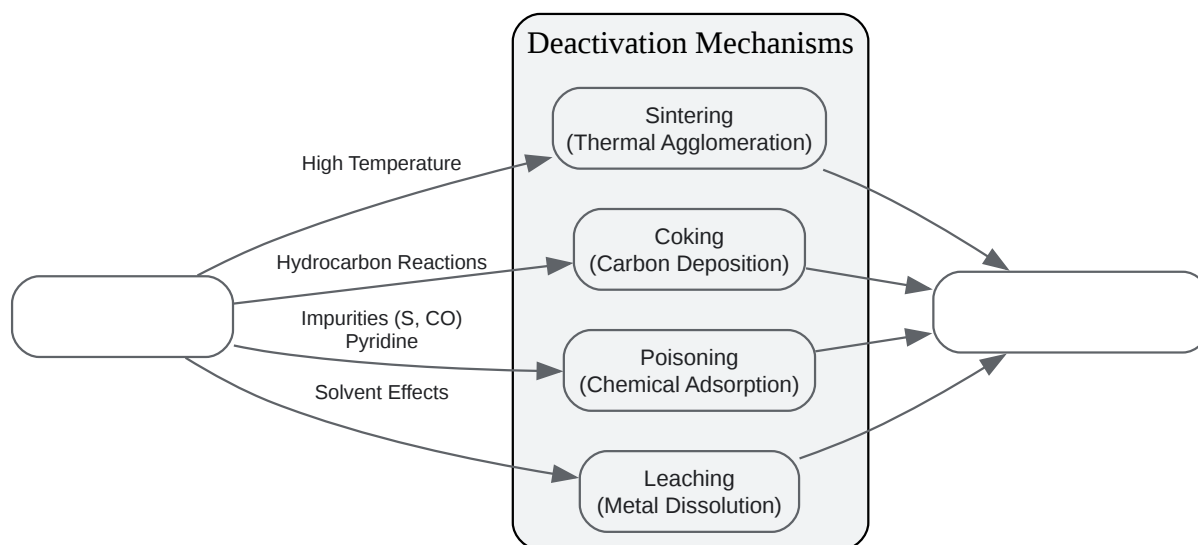 Deactivation Mechanisms
Sintering
(Thermal Agglomeration)
High Temperature
Coking
(Carbon Deposition)
Hydrocarbon Reactions
Impurities (S, CO)
Pyridine
Poisoning
(Chemical Adsorption)
Solvent Effects
Leaching
(Metal Dissolution)